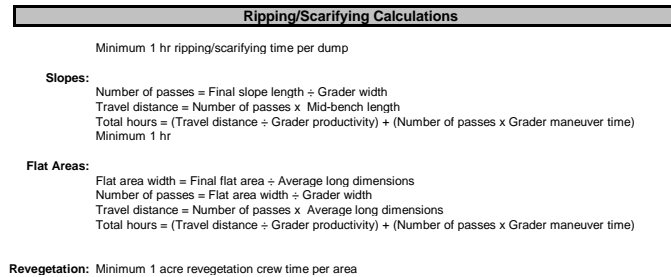 Ripping/Scarifying Calculations
Minimum 1 hr ripping/scarifying time per dump
Slopes:
Number of passes = Final slope length ÷ Grader width
Travel distance = Number of passes x Mid-bench length
Total hours = (Travel distance ÷ Grader productivity) + (Number of passes x Grader maneuver time)
Minimum 1 hr
Flat Areas:
Flat area width = Final flat area ÷ Average long dimensions
Number of passes = Flat area width ÷ Grader width
Travel distance = Number of passes x Average long dimensions
Total hours = (Travel distance ÷ Grader productivity) + (Number of passes x Grader maneuver time)
Revegetation: Minimum 1 acre revegetation crew time per area